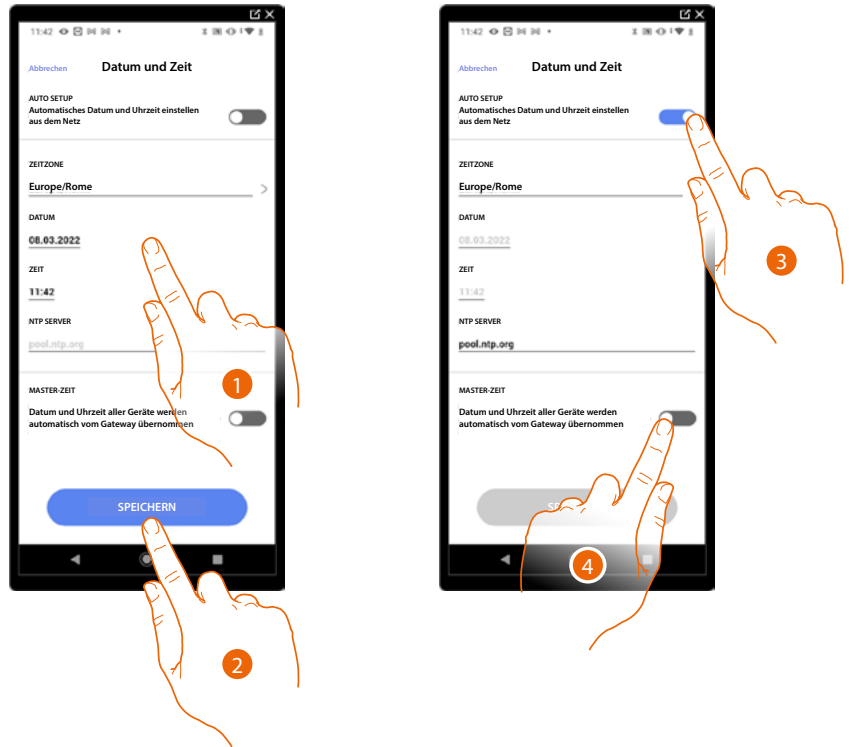 11:42
Abbrechen Datum und Zeit
AUTO SETUP
Automatisches Datum und Uhrzeit einstellen
aus dem Netz
ZEITZONE
Europe/Rome
DATUM
08.03.2022
ZEIT
11:42
NTP SERVER
pool.ntp.org
MASTER-ZEIT
Datum und Uhrzeit aller Geräte werden
automatisch vom Gateway übernommen
SPEICHERN
1
2
11:42
Abbrechen Datum und Zeit
AUTO SETUP
Automatisches Datum und Uhrzeit einstellen
aus dem Netz
ZEITZONE
Europe/Rome
DATUM
08.03.2022
ZEIT
11:42
NTP SERVER
pool.ntp.org
MASTER-ZEIT
Datum und Uhrzeit aller Geräte werden
automatisch vom Gateway übernommen
3
4